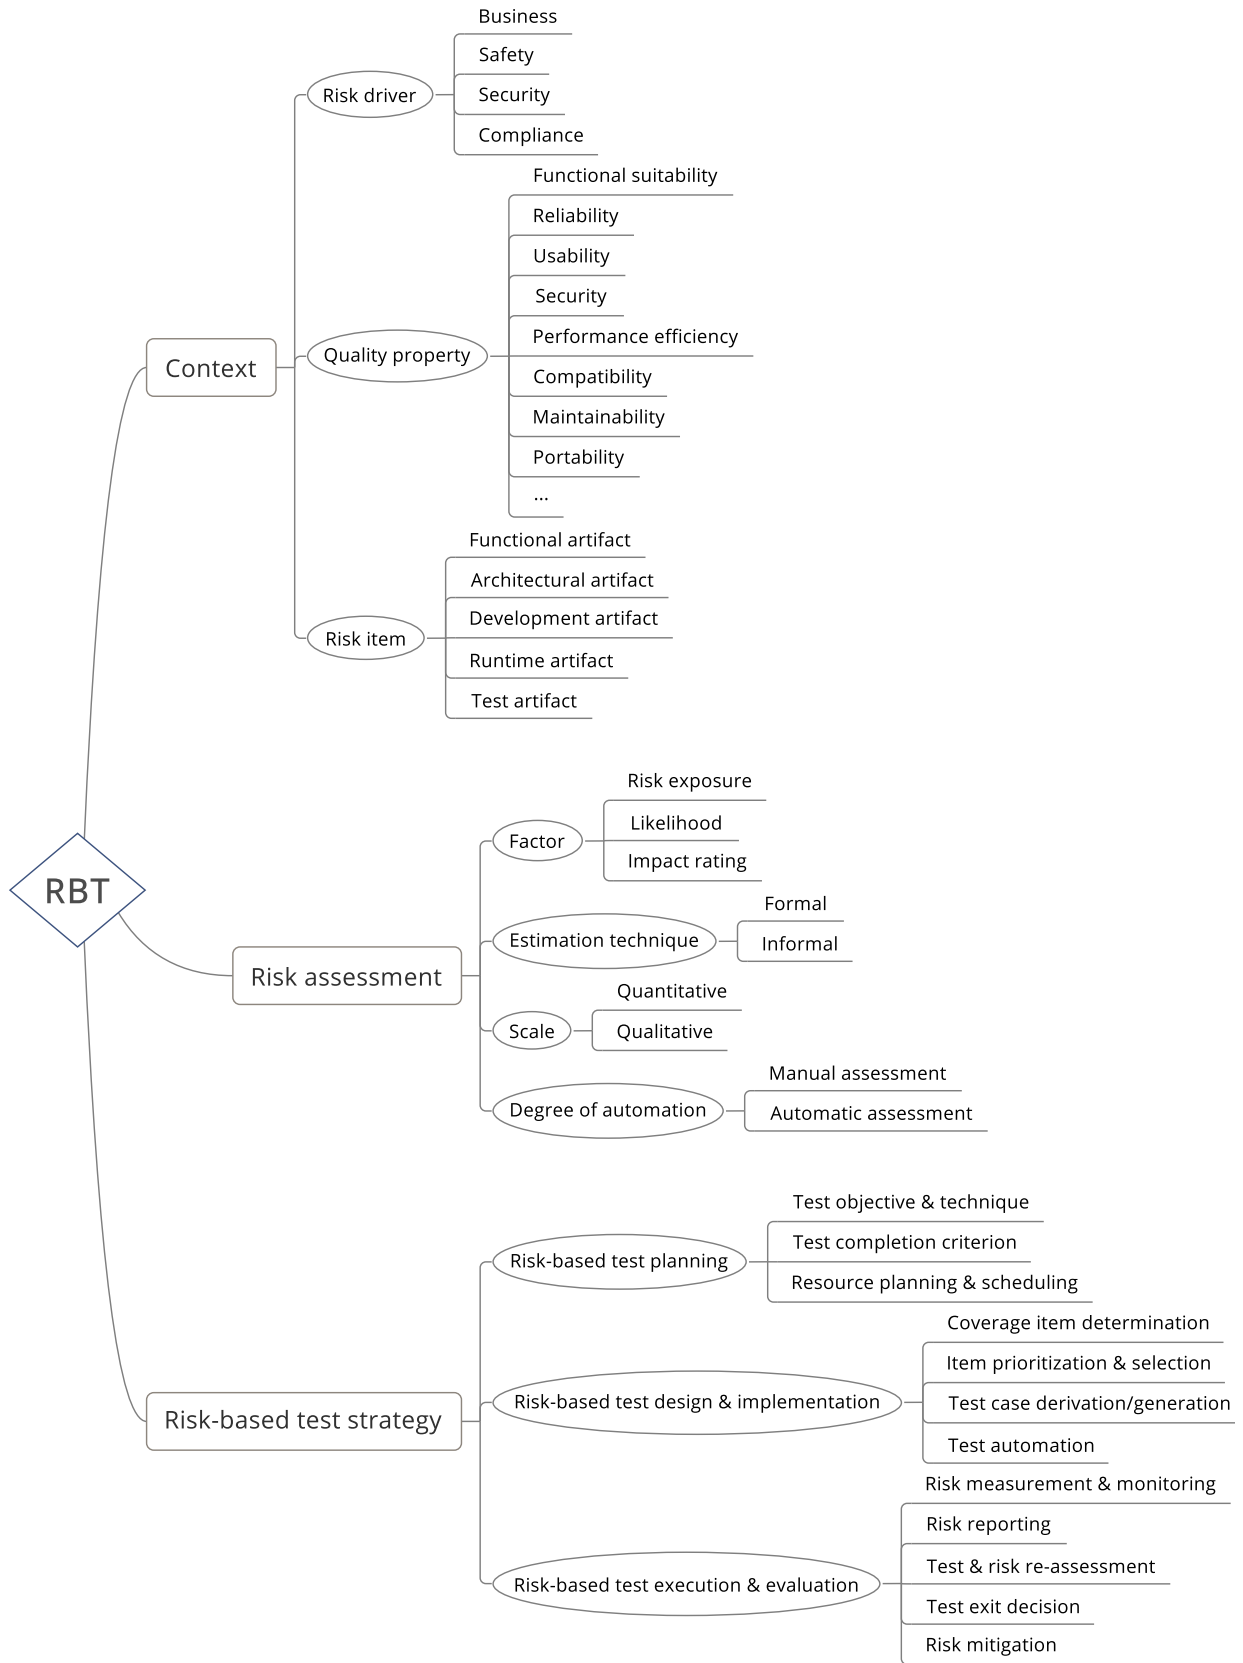 Business
Safety
Risk driver
Security
Compliance
Functional suitability
Reliability
Usability
Security
Performance efficiency
Context
Quality property
Compatibility
Maintainability
Portability
...
Functional artifact
Architectural artifact
Development artifact
Risk item
Runtime artifact
Test artifact
Risk exposure
Likelihood
Factor
Impact rating
RBT
Formal
Estimation technique
Informal
Risk assessment
Quantitative
Scale
Qualitative
Manual assessment
Degree of automation
Automatic assessment
Test objective & technique
Test completion criterion
Risk-based test planning
Resource planning & scheduling
Coverage item determination
Item prioritization & selection
Risk-based test design & implementation
Test case derivation/generation
Risk-based test strategy
Test automation
Risk measurement & monitoring
Risk reporting
Test & risk re-assessment
Risk-based test execution & evaluation
Test exit decision
Risk mitigation